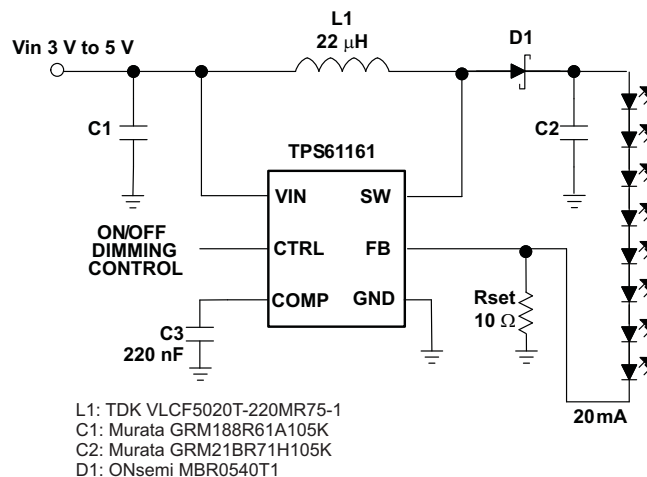 L1
22 μH
D1
Vin 3 V to 5 V
C1
C2
TPS61161
VIN
SW
ON/OFF
DIMMING
CONTROL
CTRL
FB
COMP
GND
Rset
10 Ω
C3
220 nF
20mA
L1: TDK VLCF5020T-220MR75-1
C1: Murata GRM188R61A105K
C2: Murata GRM21BR71H105K
D1: ONsemi MBR0540T1